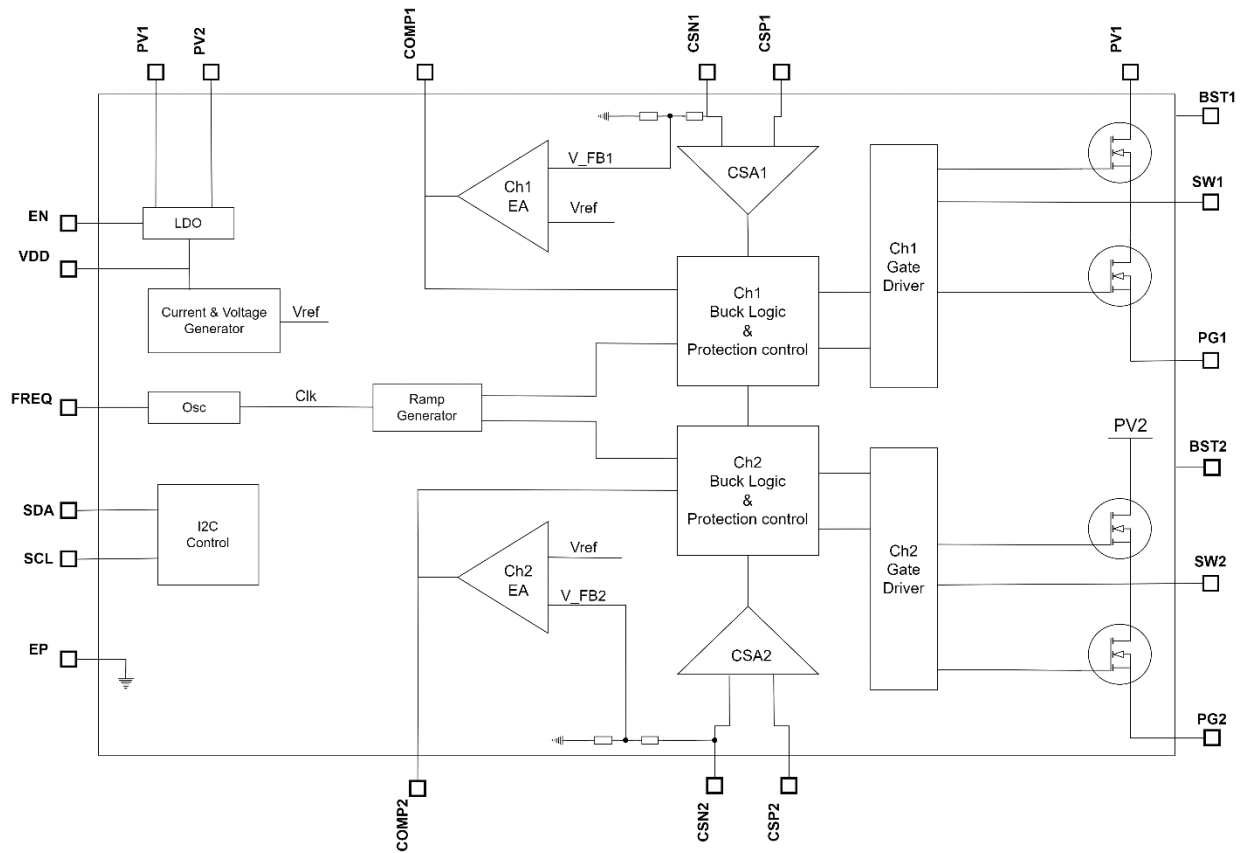 PV1
PV2
COMP1
CSN1
CSP1
PV1
BST1
V_FB1
CSA1
Ch1
EA
Vref
SW1
EN
LDO
VDD
Ch1
Gate
Driver
Ch1
Buck Logic
&
Protection control
Current & Voltage
Generator
Vref
PG1
FREQ
Osc
Clk
Ramp
Generator
PV2
BST2
Ch2
Buck Logic
&
Protection control
SDA
I2C
Control
SCL
Vref
Ch2
EA
V_FB2
Ch2
Gate
Driver
SW2
EP
CSA2
PG2
COMP2
CSN2
CSP2